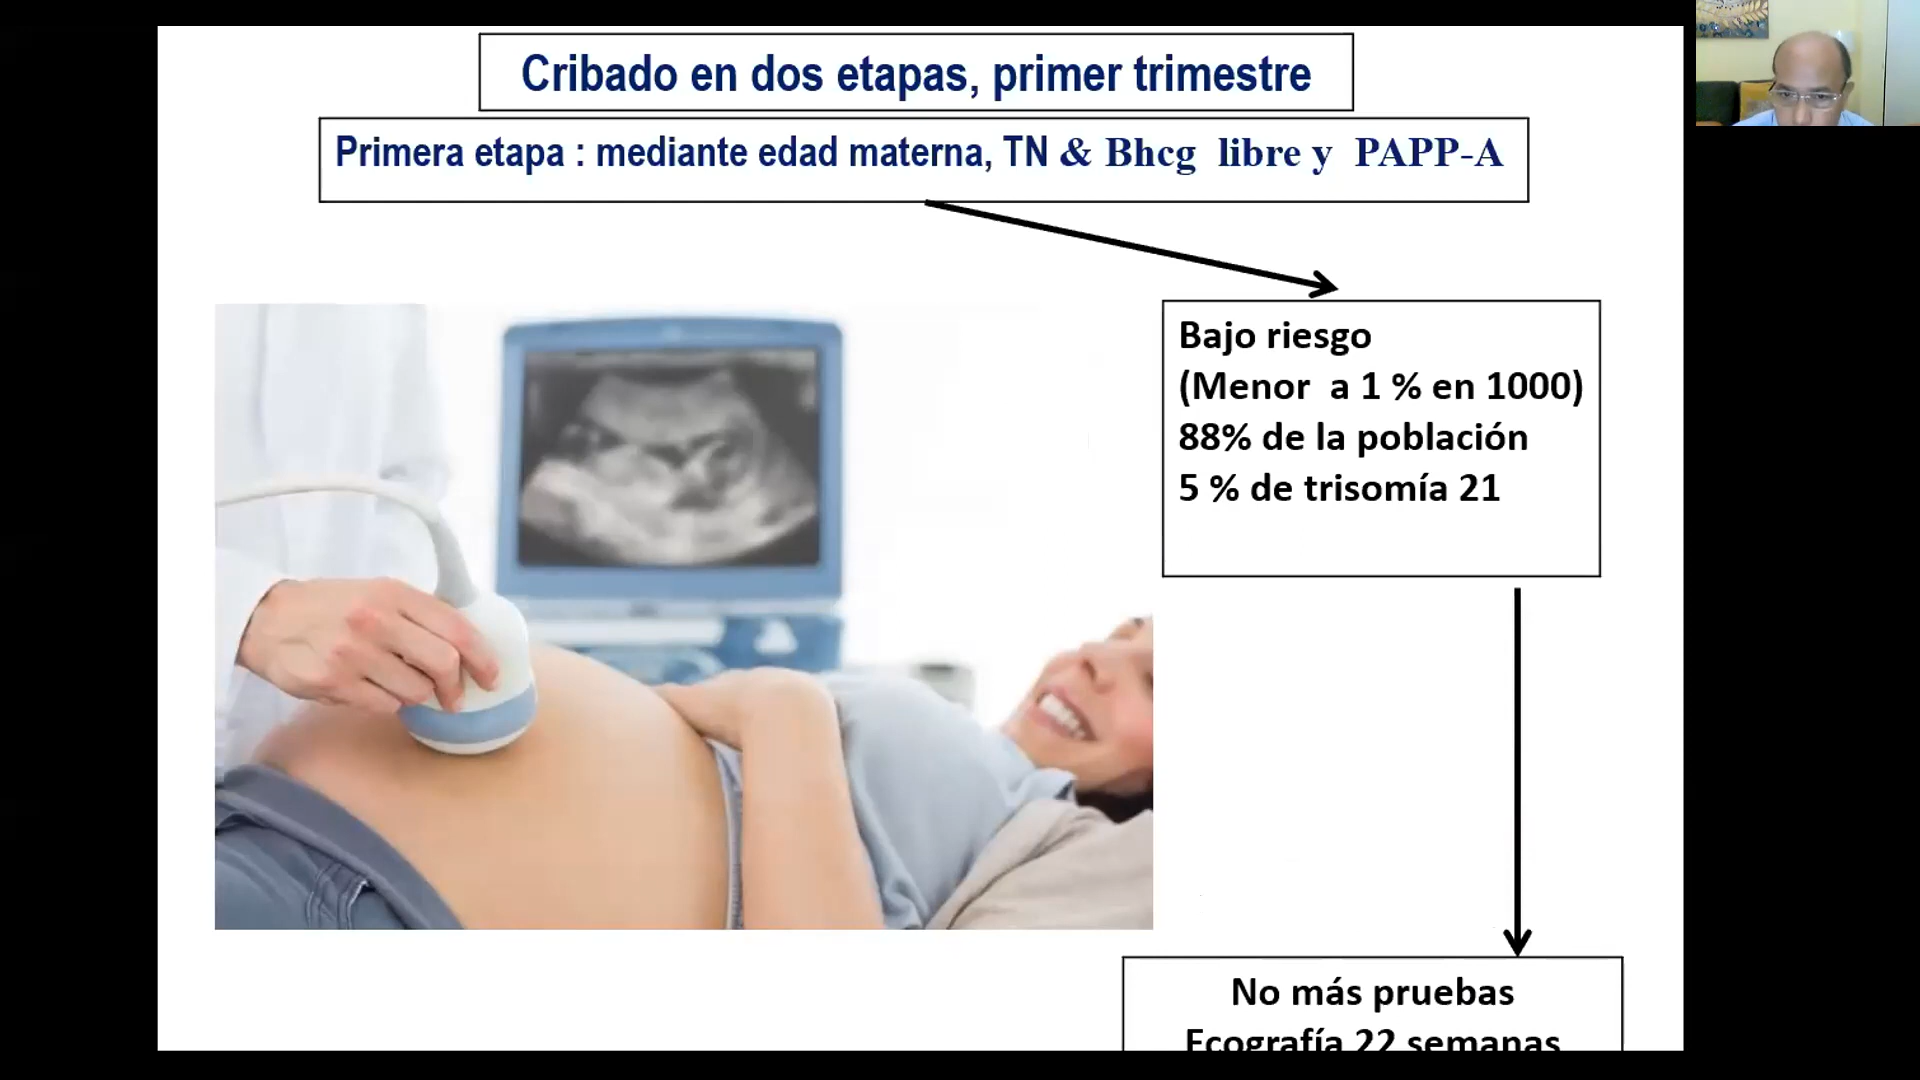 Cribado en dos etapas, primer trimestre
Primera etapa : mediante edad materna, TN & Bhcg libre y PAPP-A
Bajo riesgo
(Menor a 1 % en 1000)
88% de la población
5 % de trisomía 21
No más pruebas
Ecografía 22 semanas